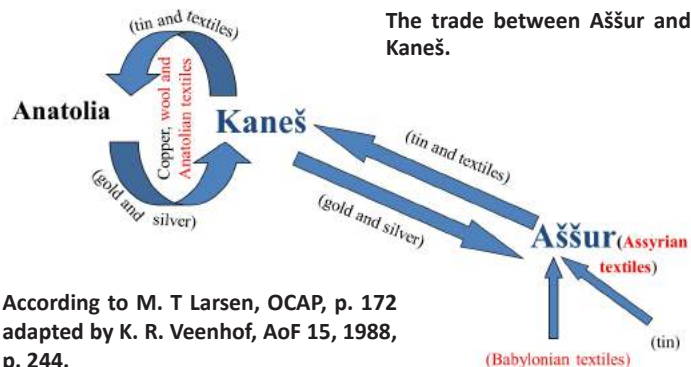 The trade between Aššur and
Kaneš.
(tin and textiles)
Anatolia
Copper, wool and
Anatolian textiles
Kaneš
(gold and
silver)
(tin and textiles)
(gold and silver)
Aššur(Assyrian
textiles)
According to M. T Larsen, OCAP, p. 172
adapted by K. R. Veenhof, AoF 15, 1988,
p. 244.
(tin)
(Babylonian textiles)